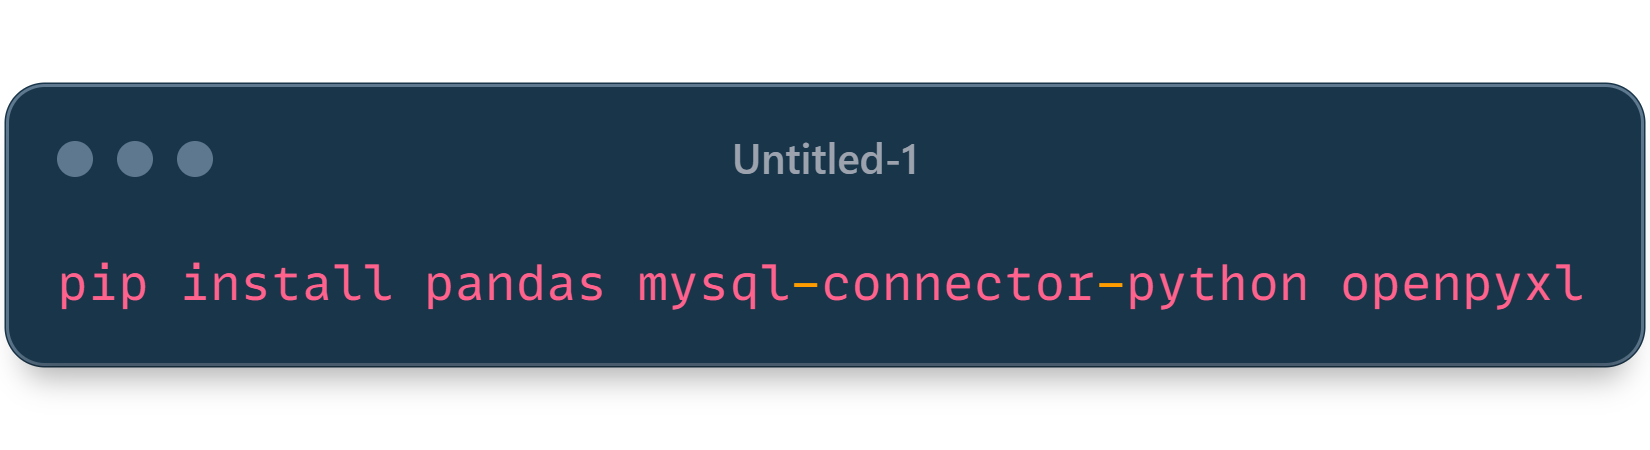 Untitled-1
pip install pandas mysql-connector-python openpyxl